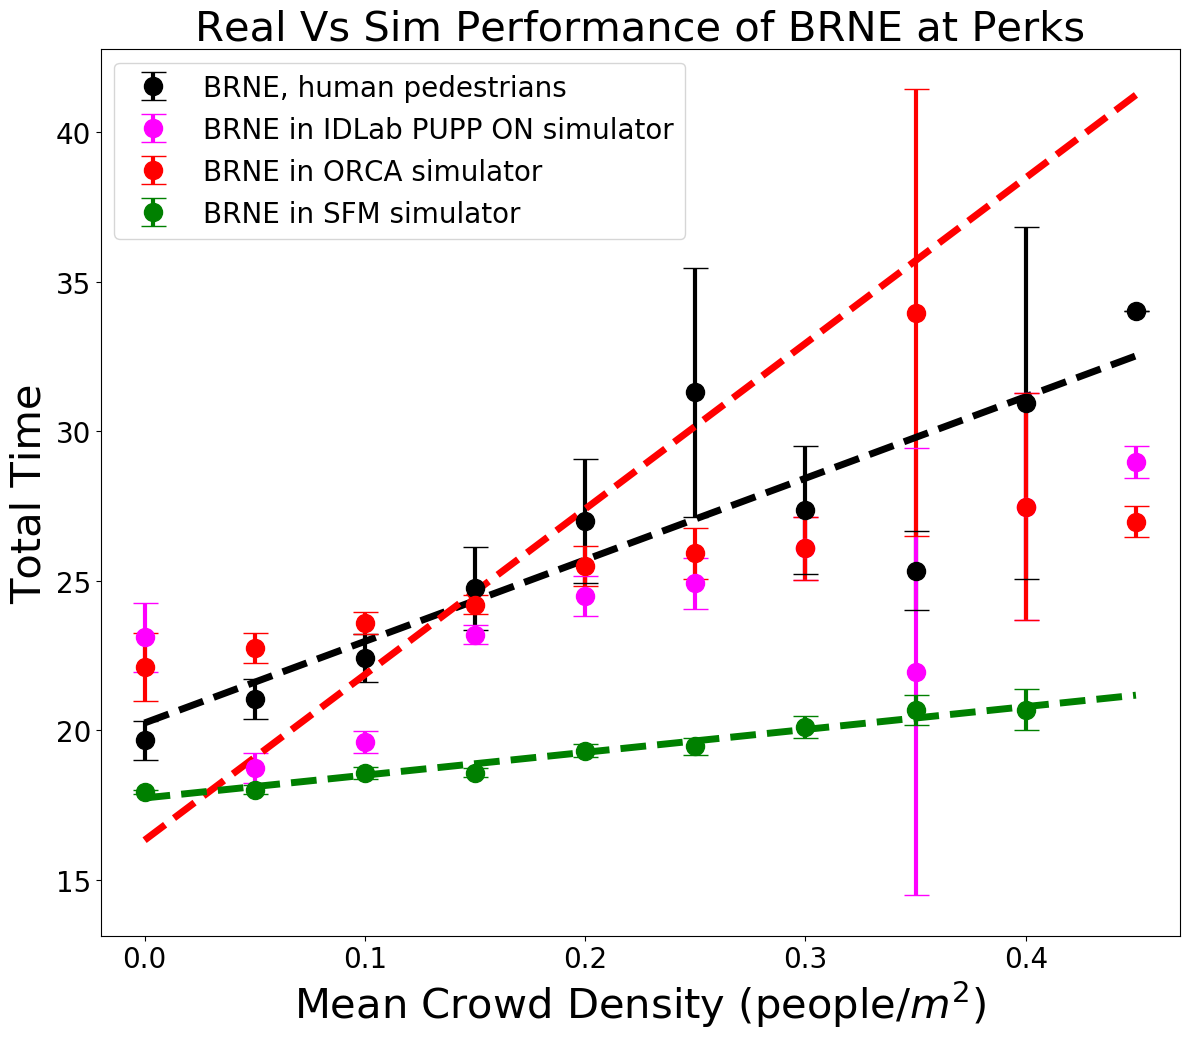 Real Vs Sim Performance of BRNE at Perks
BRNE, human pedestrians
BRNE in IDLab PUPP ON simulator
BRNE in ORCA simulator
BRNE in SFM simulator
Total Time
40
35
30
25
20
15
0.0 0.1 0.2 0.3 0.4
Mean Crowd Density (people/m²)